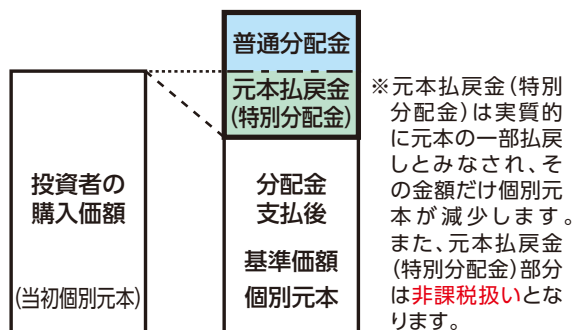 普通分配金
元本払戻金
(特別分配金)
投資者の
購入価額
(当初個別元本)
分配金
支払後
基準価額
個別元本
※元本払戻金(特別
分配金)は実質的
に元本の一部払戻
しとみなされ、そ
の金額だけ個別元
本が減少します。
また、元本払戻金
(特別分配金)部分
は非課税扱いとな
ります。